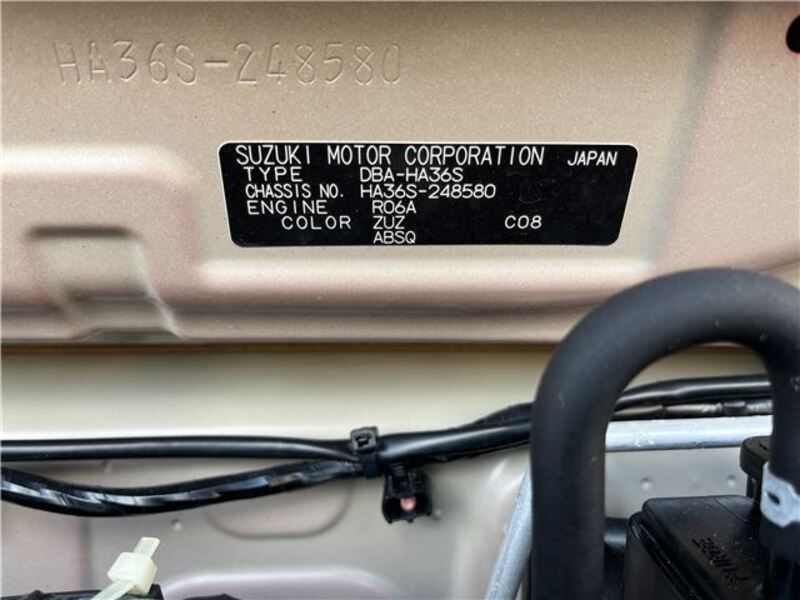 HA36S-248580
SUZUKI MOTOR CORPORATION JAPAN
TYPE DBA-HA36S
CHASSIS NO. HA36S-248580
ENGINE R06A
COLOR ZUZ C08
ABSQ